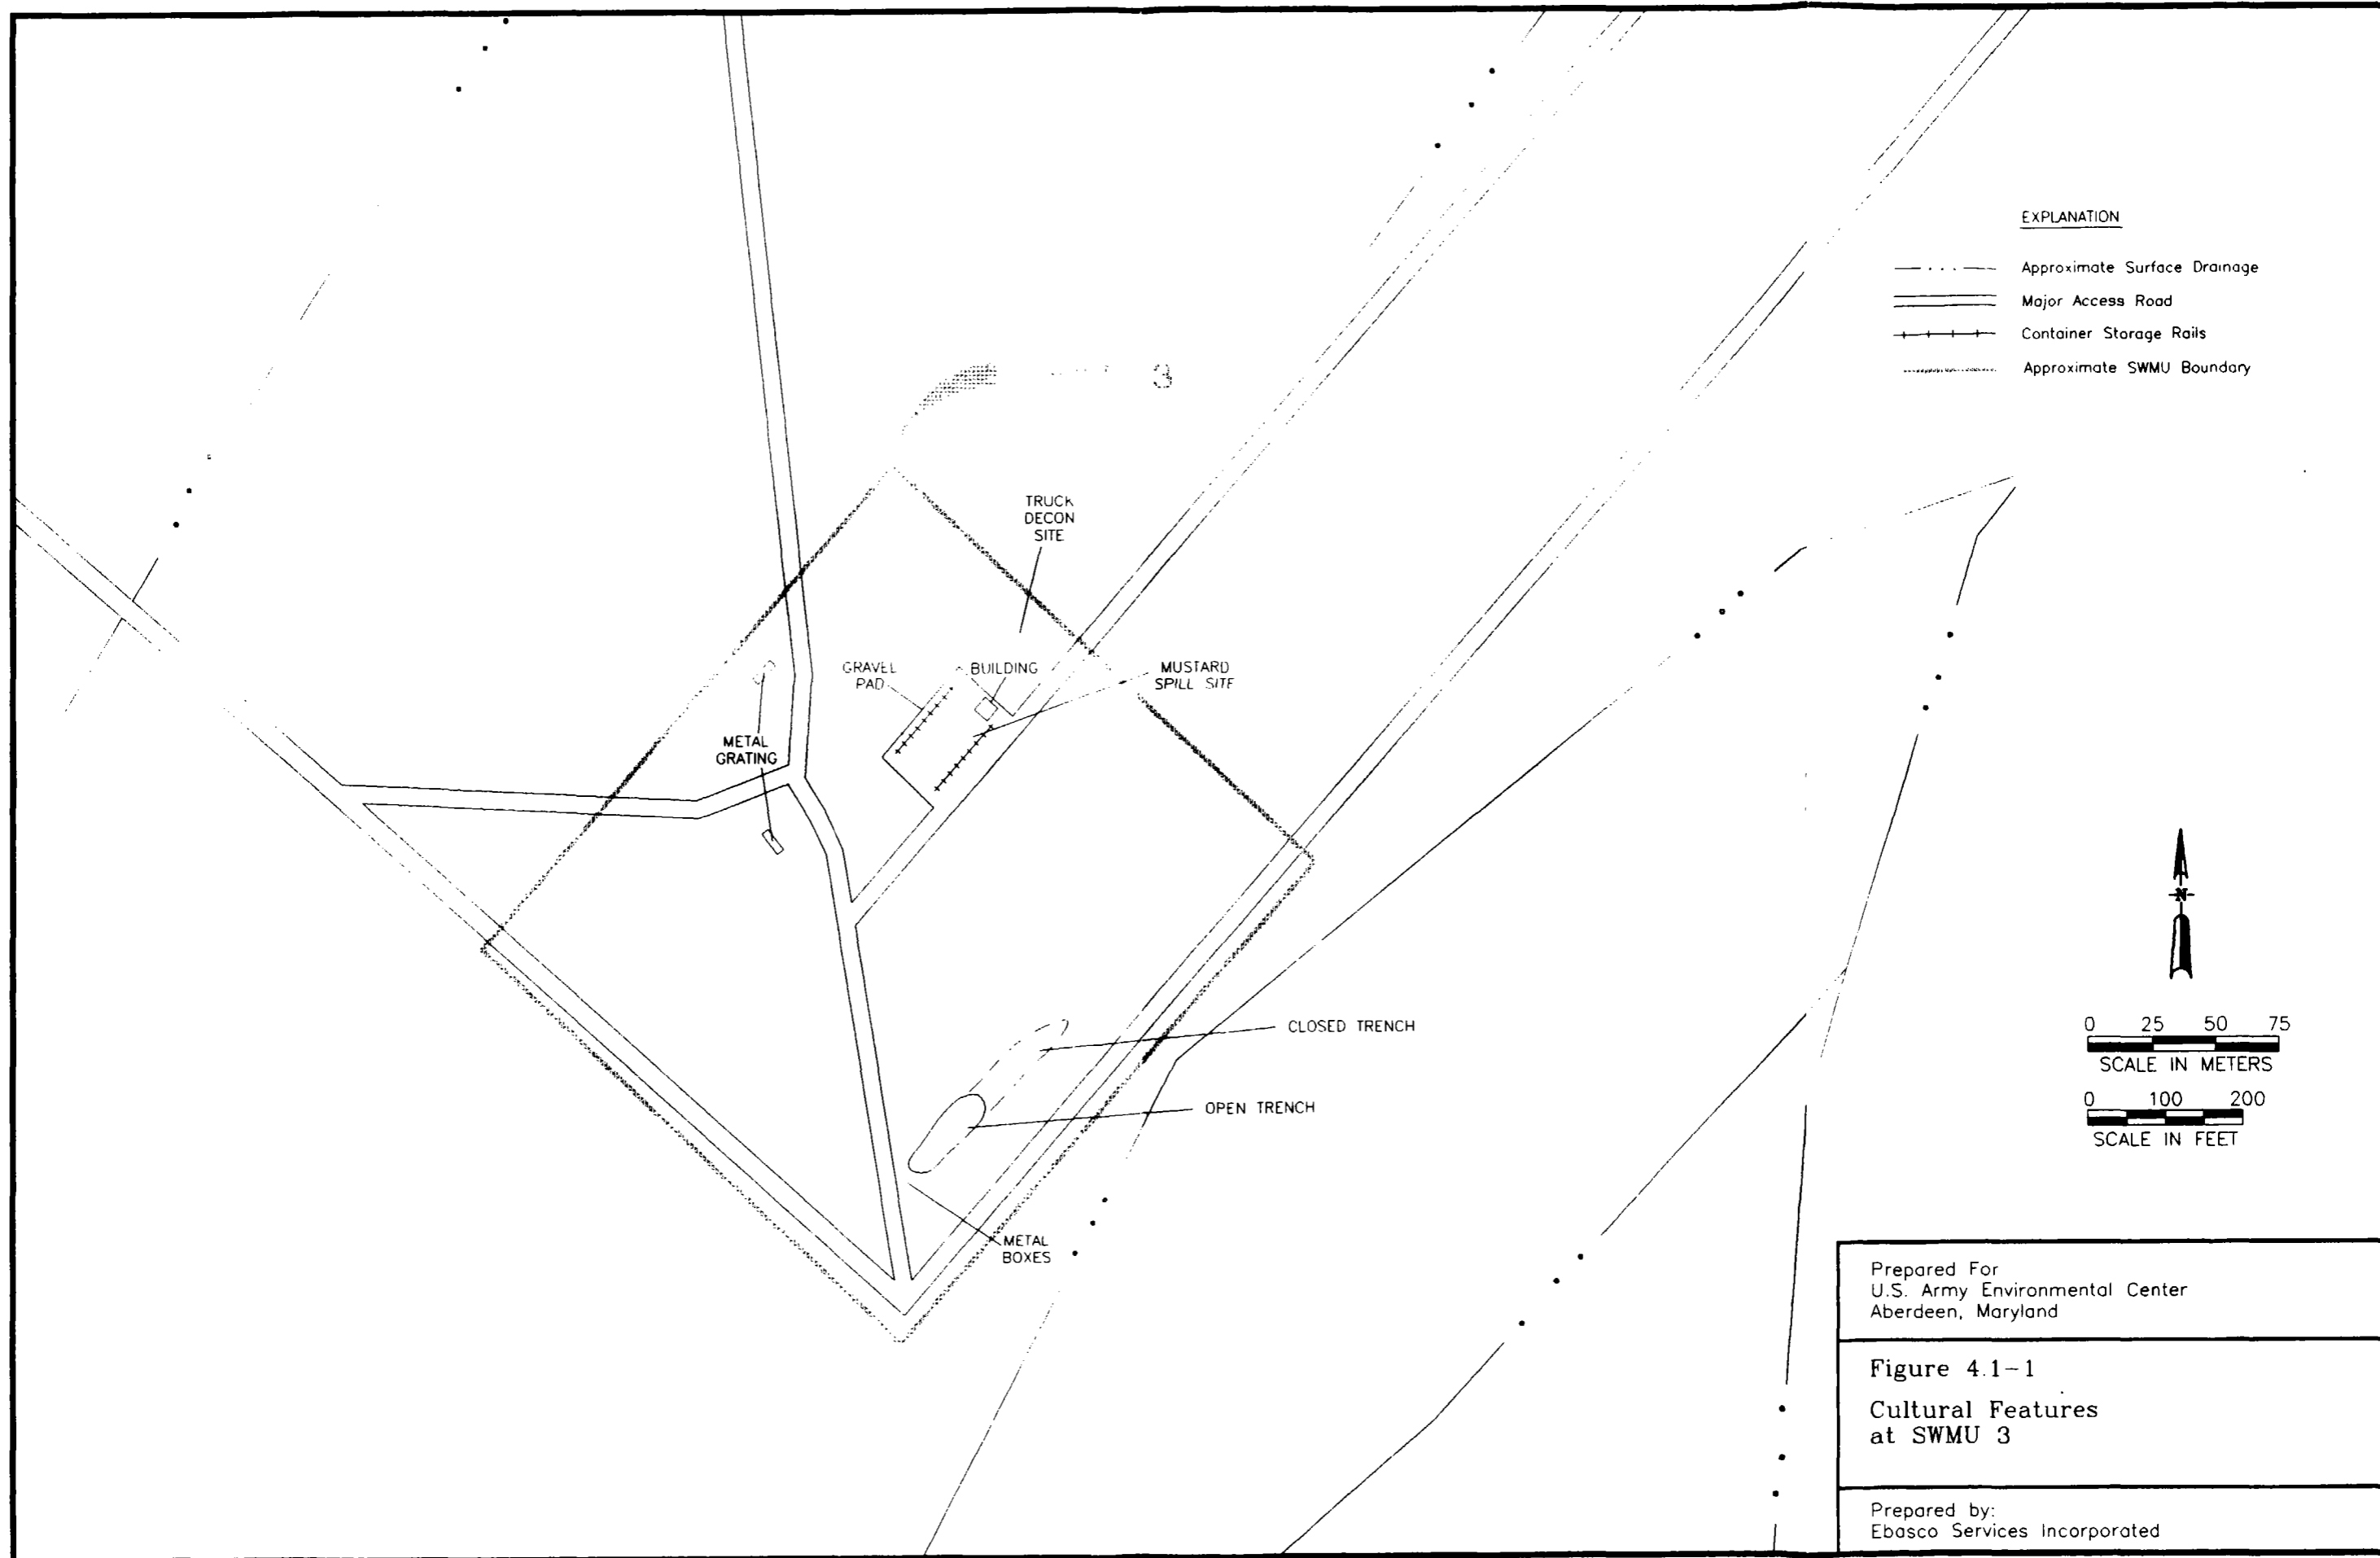 EXPLANATION
Approximate Surface Drainage
Major Access Road
Container Storage Rails
Approximate SWMU Boundary
3
TRUCK
DECON
SITE
GRAVEL
PAD
BUILDING
MUSTARD
SPILL SITE
METAL
GRATING
CLOSED TRENCH
OPEN TRENCH
METAL
BOXES
N
0 25 50 75
SCALE IN METERS
0 100 200
SCALE IN FEET
Prepared For
U.S. Army Environmental Center
Aberdeen, Maryland
Figure 4.1-1
Cultural Features
at SWMU 3
Prepared by:
Ebasco Services Incorporated